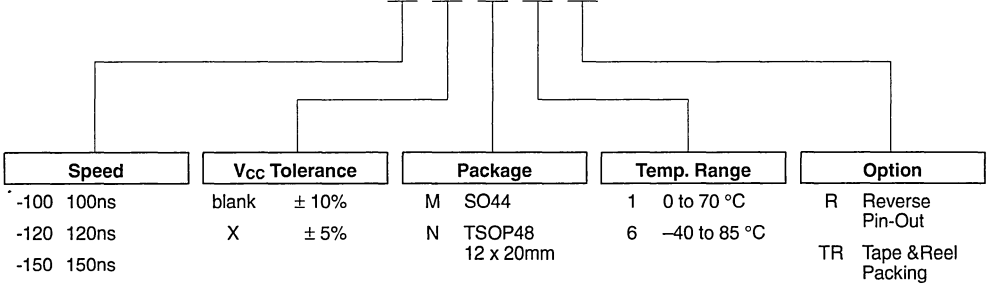 Speed
-100 100ns
-120 120ns
-150 150ns
VCC Tolerance
blank ± 10%
X ± 5%
Package
M SO44
N TSOP48
12 x 20mm
Temp. Range
1 0 to 70 °C
6 –40 to 85 °C
Option
R Reverse
Pin-Out
TR Tape &Reel
Packing